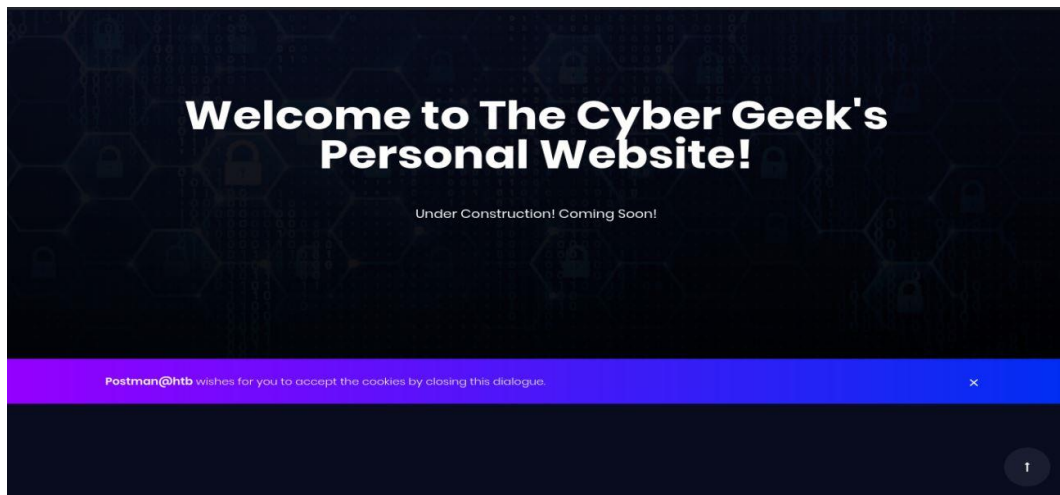 Welcome to The Cyber Geek's
Personal Website!
Under Construction! Coming Soon!
Postman@htb wishes for you to accept the cookies by closing this dialogue.